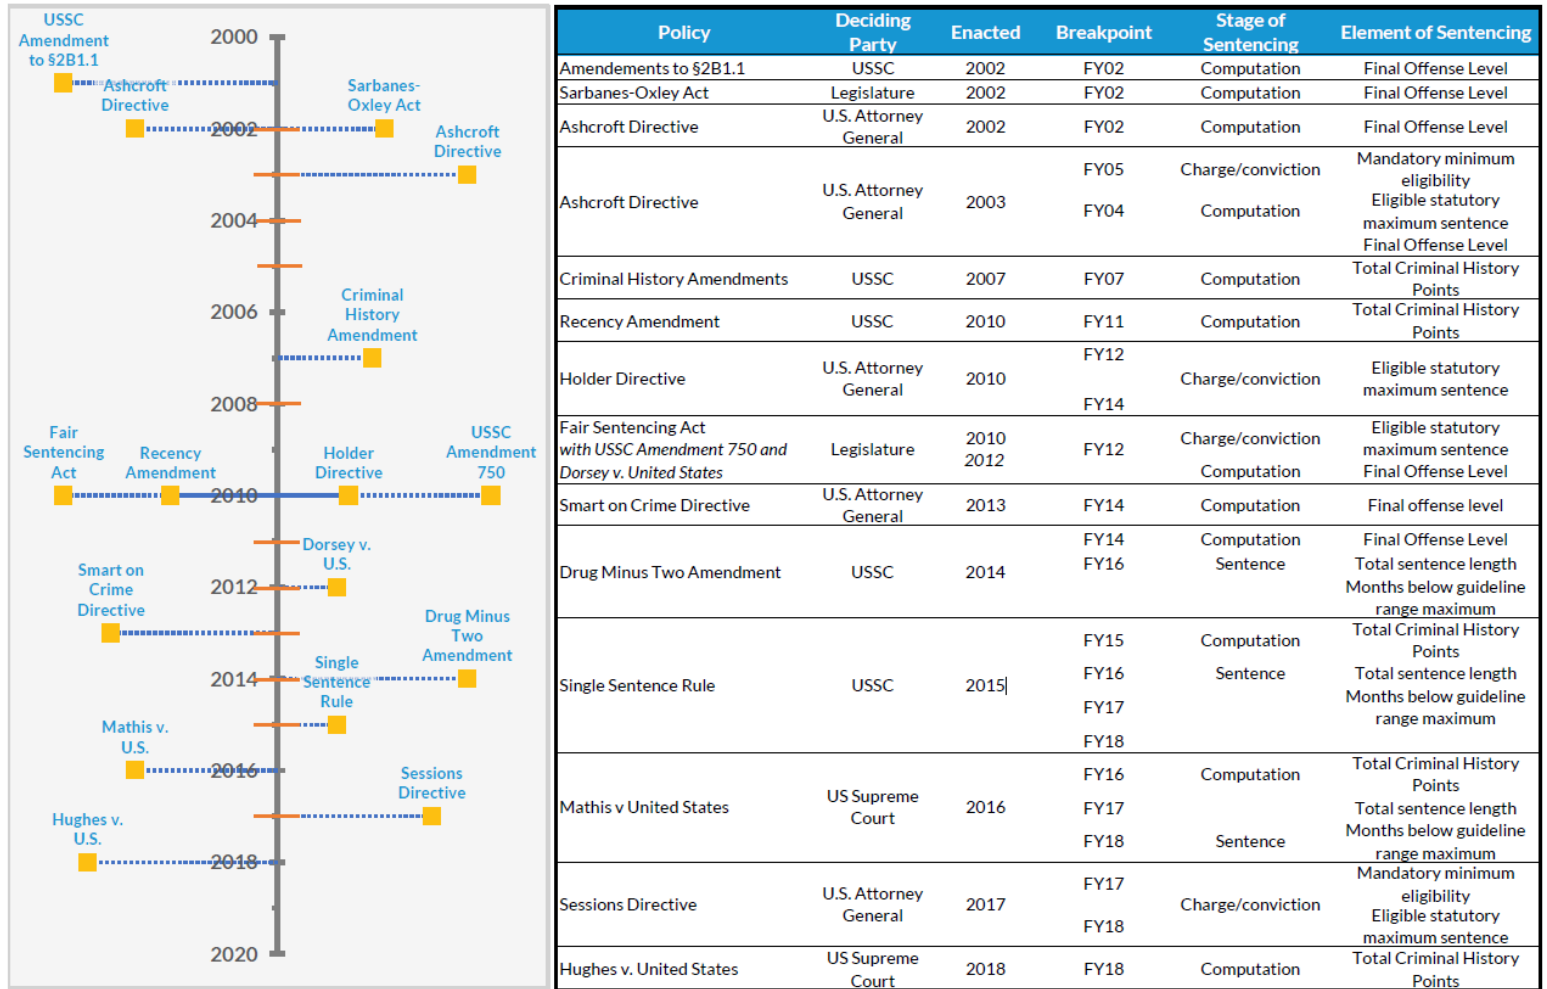 USSC
Amendment
to §2B1.1
2000
Ashcroft
Directive
Sarbanes-
Oxley Act
2002
Ashcroft
Directive
2004
Criminal
History
Amendment
2006
2008
Fair
Sentencing
Act
Recency
Amendment
Holder
Directive
USSC
Amendment
750
2010
Dorsey v.
U.S.
Smart on
Crime
Directive
2012
Drug Minus
Two
Amendment
Single
Sentence
Rule
2014
Mathis v.
U.S.
2016
Sessions
Directive
Hughes v.
U.S.
2018
2020
Policy Deciding Party Enacted Breakpoint Stage of Sentencing Element of Sentencing
Amendements to §2B1.1 USSC 2002 FY02 Computation Final Offense Level
Sarbanes-Oxley Act Legislature 2002 FY02 Computation Final Offense Level
Ashcroft Directive U.S. Attorney General 2002 FY02 Computation Final Offense Level
Ashcroft Directive U.S. Attorney General 2003
FY05 Charge/conviction Mandatory minimum eligibility
FY04 Computation Eligible statutory maximum sentence
Final Offense Level
Criminal History Amendments USSC 2007 FY07 Computation Total Criminal History Points
Recency Amendment USSC 2010 FY11 Computation Total Criminal History Points
Holder Directive U.S. Attorney General 2010
FY12
Charge/conviction Eligible statutory maximum sentence
FY14
Fair Sentencing Act
with USSC Amendment 750 and
Dorsey v. United States
Legislature
2010
2012
FY12
Charge/conviction Eligible statutory maximum sentence
Computation Final Offense Level
Smart on Crime Directive U.S. Attorney General 2013 FY14 Computation Final offense level
Drug Minus Two Amendment USSC 2014
FY14 Computation Final Offense Level
FY16 Sentence Total sentence length
Months below guideline
range maximum
Single Sentence Rule USSC 2015
FY15 Computation Total Criminal History Points
FY16 Sentence Total sentence length
FY17 Months below guideline range maximum
FY18
Mathis v United States US Supreme Court 2016
FY16 Computation Total Criminal History Points
FY17 Total sentence length
FY18 Sentence Months below guideline range maximum
Sessions Directive U.S. Attorney General 2017
FY17 Mandatory minimum eligibility
Charge/conviction
FY18 Eligible statutory maximum sentence
Hughes v. United States US Supreme Court 2018 FY18 Computation Total Criminal History Points